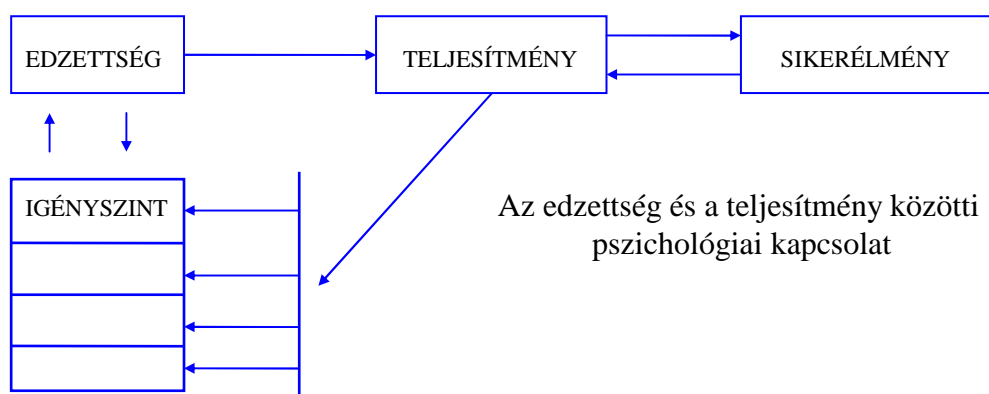 EDZETTSÉG
TELJESÍTMÉNY
SIKERÉLMÉNY
IGÉNYSZINT
Az edzettség és a teljesítmény közötti
pszichológiai kapcsolat